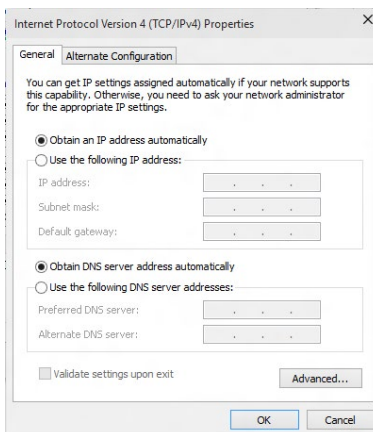 Internet Protocol Version 4 (TCP/IPv4) Properties
General
Alternate Configuration
You can get IP settings assigned automatically if your network supports
this capability. Otherwise, you need to ask your network administrator
for the appropriate IP settings.
Obtain an IP address automatically
Use the following IP address:
IP address:
Subnet mask:
Default gateway:
Obtain DNS server address automatically
Use the following DNS server addresses:
Preferred DNS server:
Alternate DNS server:
Validate settings upon exit
Advanced...
OK
Cancel